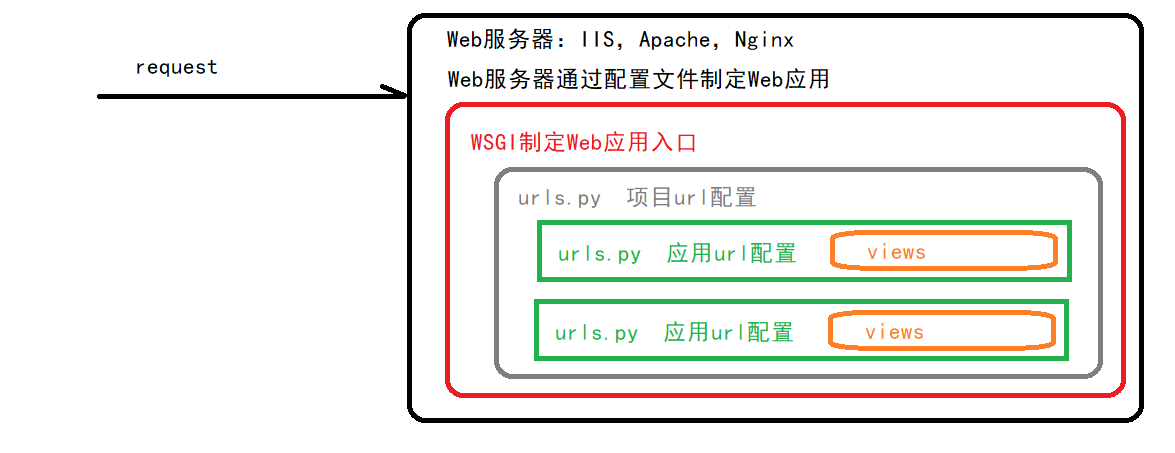 request
Web服务器：IIS，Apache，Nginx
Web服务器通过配置文件制定Web应用
WSGI制定Web应用入口
urls.py 项目url配置
urls.py 应用url配置 views
urls.py 应用url配置 views